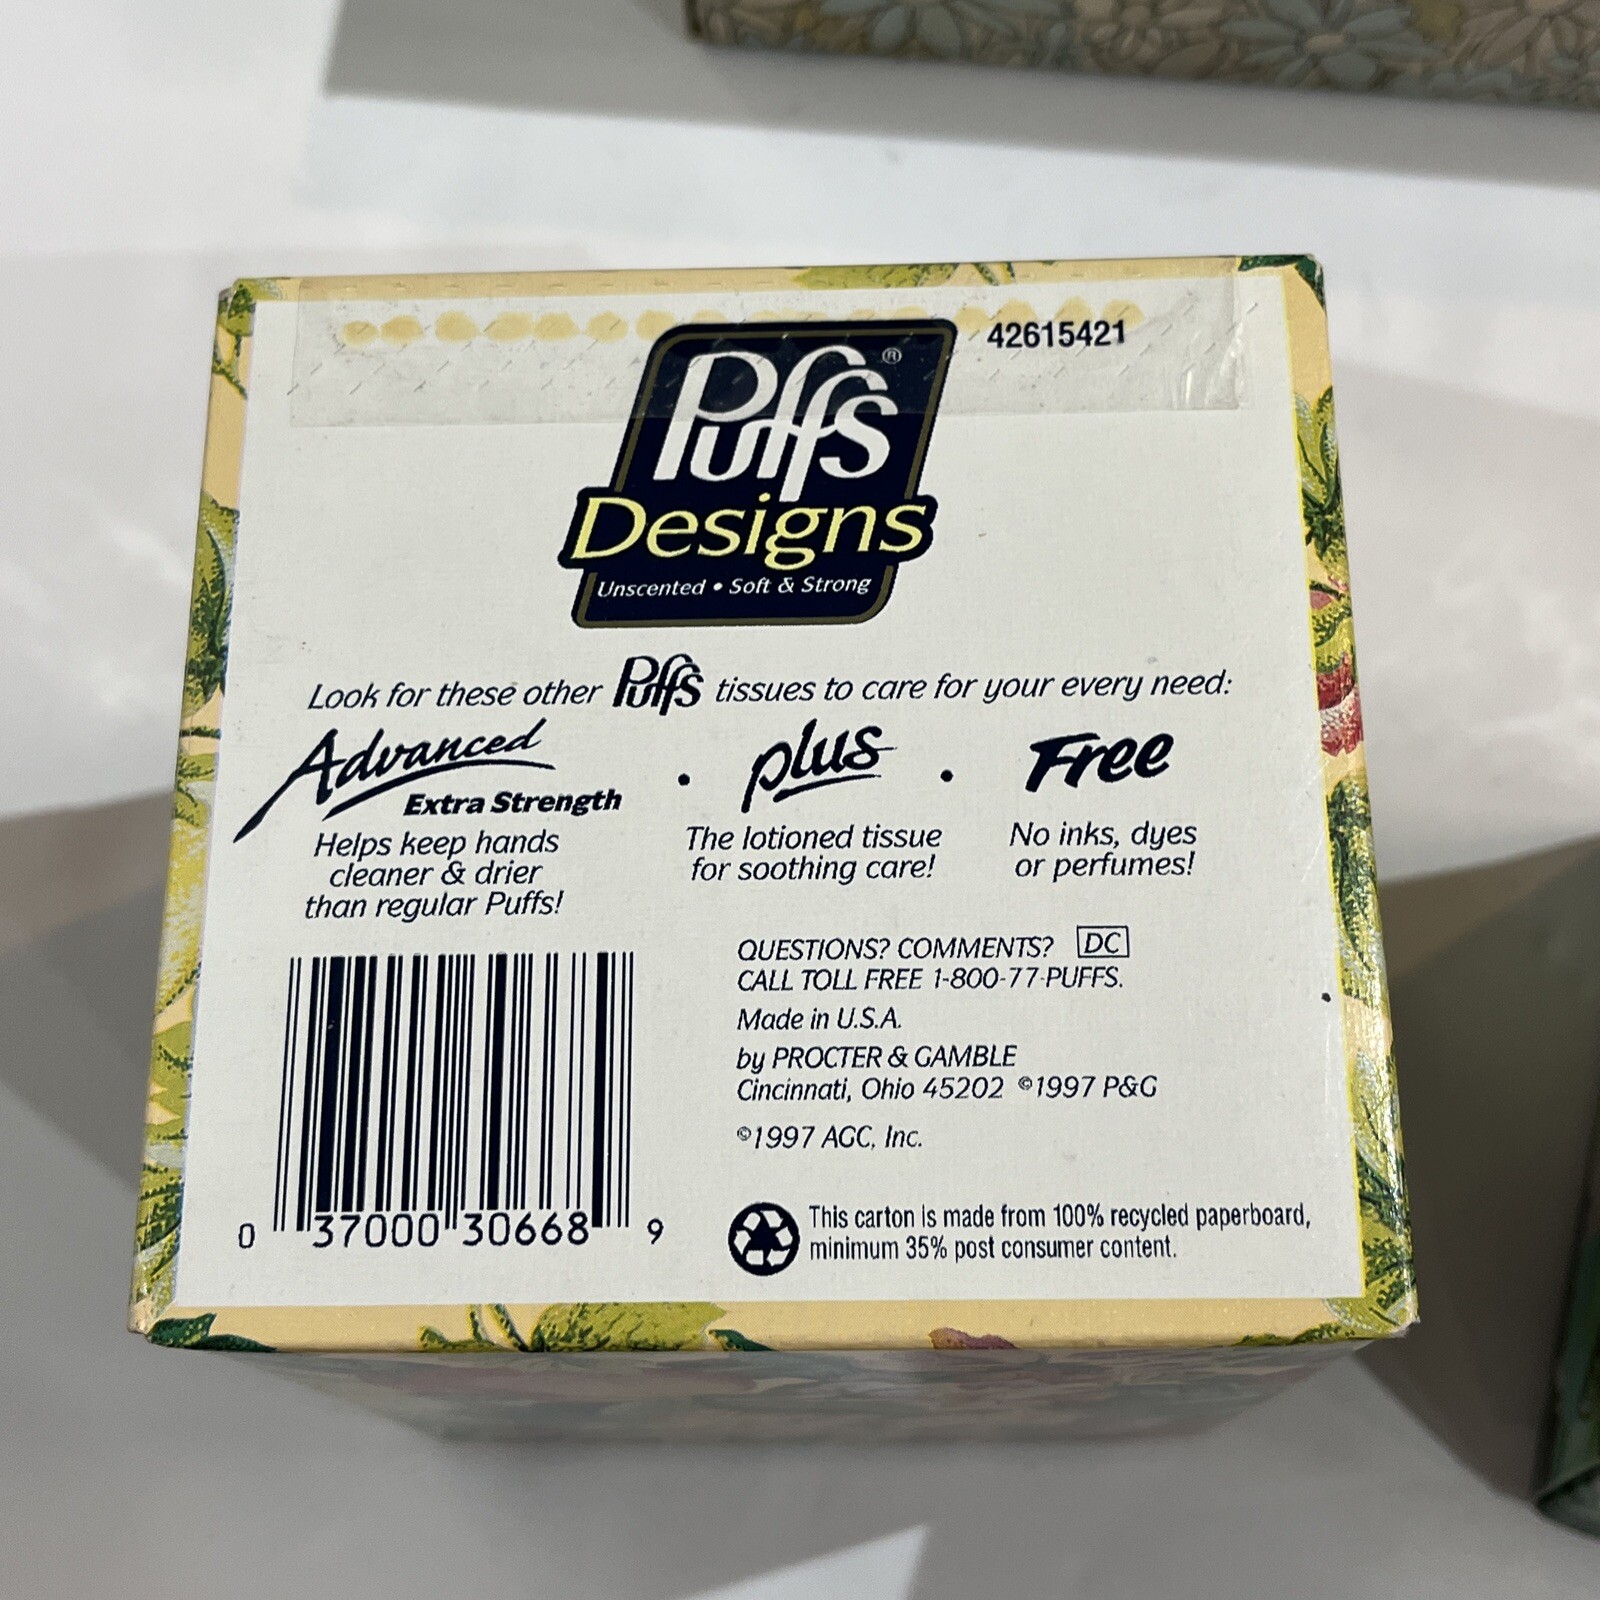 42615421
Puffs®
Designs
Unscented • Soft & Strong
Look for these other Puffs tissues to care for your every need:
Advanced
Extra Strength
Helps keep hands
cleaner & drier
than regular Puffs!
•
plus
The lotioned tissue
for soothing care!
•
Free
No inks, dyes
or perfumes!
QUESTIONS? COMMENTS? DC
CALL TOLL FREE 1-800-77-PUFFS.
Made in U.S.A.
by PROCTER & GAMBLE
Cincinnati, Ohio 45202 ©1997 P&G
©1997 AGC, Inc.
0 37000 30668 9
This carton is made from 100% recycled paperboard,
minimum 35% post consumer content.